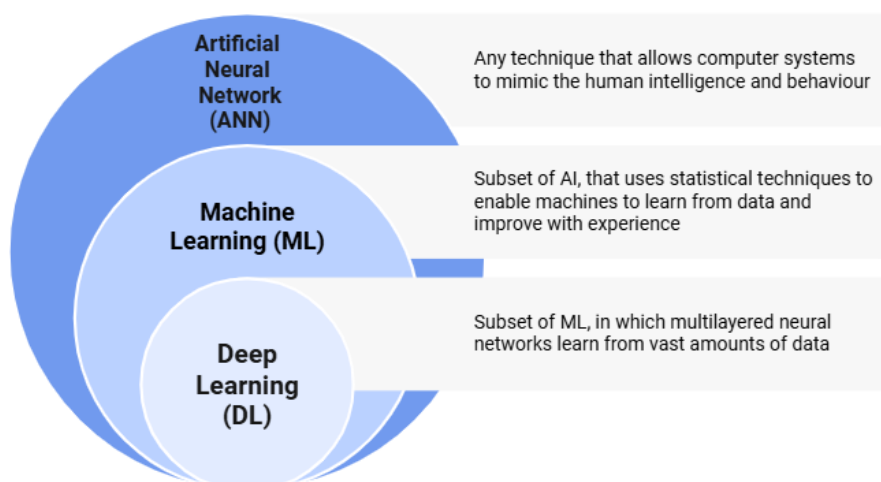 Artificial
Neural
Network
(ANN)
Any technique that allows computer systems
to mimic the human intelligence and behaviour
Machine
Learning (ML)
Subset of AI, that uses statistical techniques to
enable machines to learn from data and
improve with experience
Deep
Learning
(DL)
Subset of ML, in which multilayered neural
networks learn from vast amounts of data